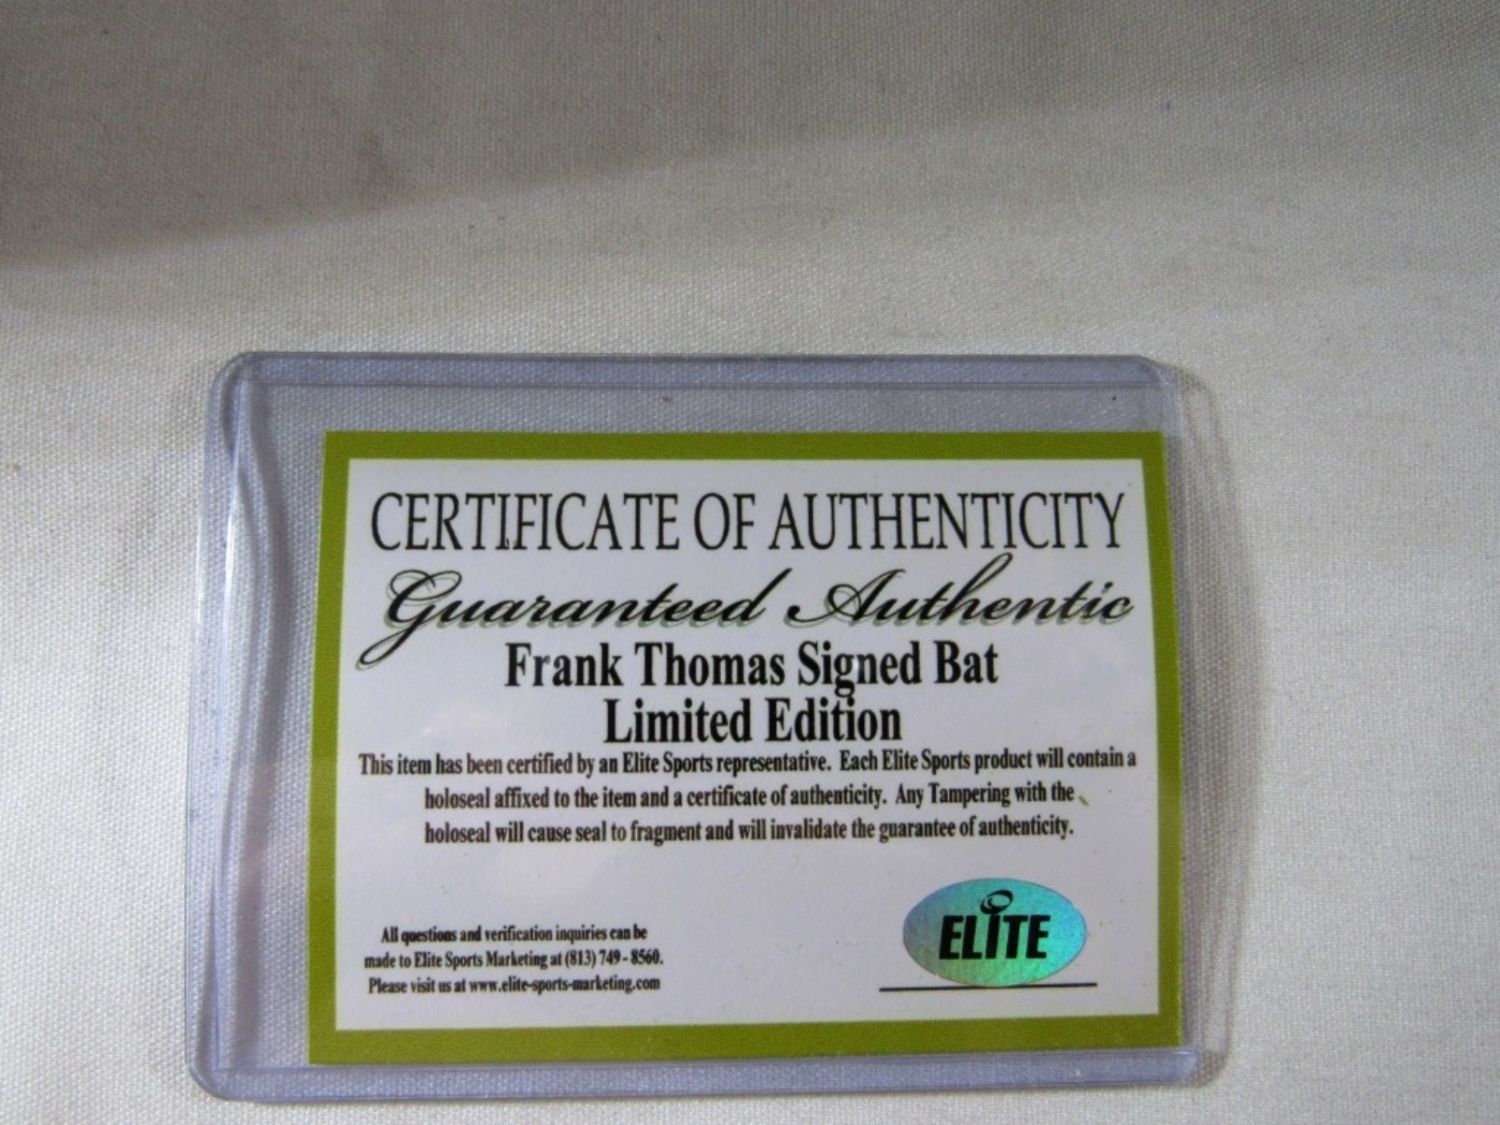 CERTIFICATE OF AUTHENTICITY
Guaranteed Authentic
Frank Thomas Signed Bat
Limited Edition
This item has been certified by an Elite Sports representative. Each Elite Sports product will contain a
holoseal affixed to the item and a certificate of authenticity. Any Tampering with the
holoseal will cause seal to fragment and will invalidate the guarantee of authenticity.
All questions and verification inquiries can be
made to Elite Sports Marketing at (813) 749 - 8560.
Please visit us at www.elite-sports-marketing.com
ELITE